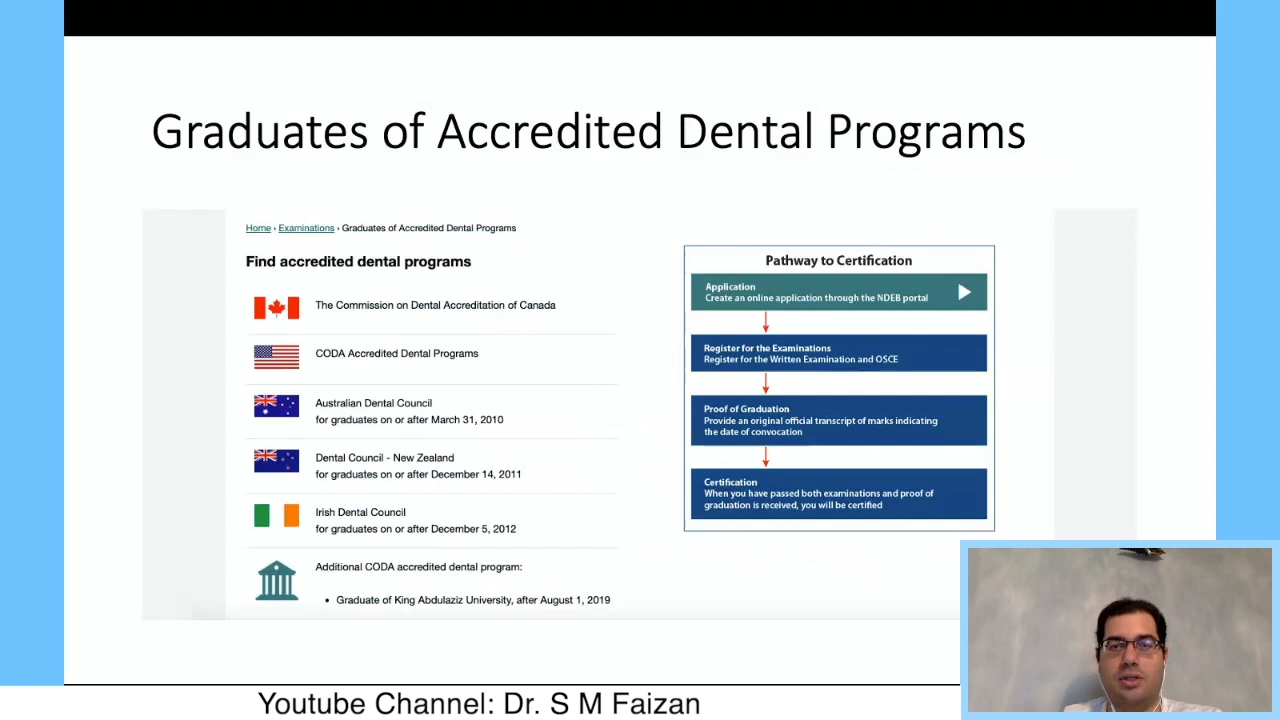 Graduates of Accredited Dental Programs
Home › Examinations › Graduates of Accredited Dental Programs
Find accredited dental programs
The Commission on Dental Accreditation of Canada
CODA Accredited Dental Programs
Australian Dental Council
for graduates on or after March 31, 2010
Dental Council - New Zealand
for graduates on or after December 14, 2011
Irish Dental Council
for graduates on or after December 5, 2012
Additional CODA accredited dental program:
• Graduate of King Abdulaziz University, after August 1, 2019
Pathway to Certification
Application
Create an online application through the NDEB portal
Register for the Examinations
Register for the Written Examination and OSCE
Proof of Graduation
Provide an original official transcript of marks indicating
the date of convocation
Certification
When you have passed both examinations and proof of
graduation is received, you will be certified
Youtube Channel: Dr. S M Faizan